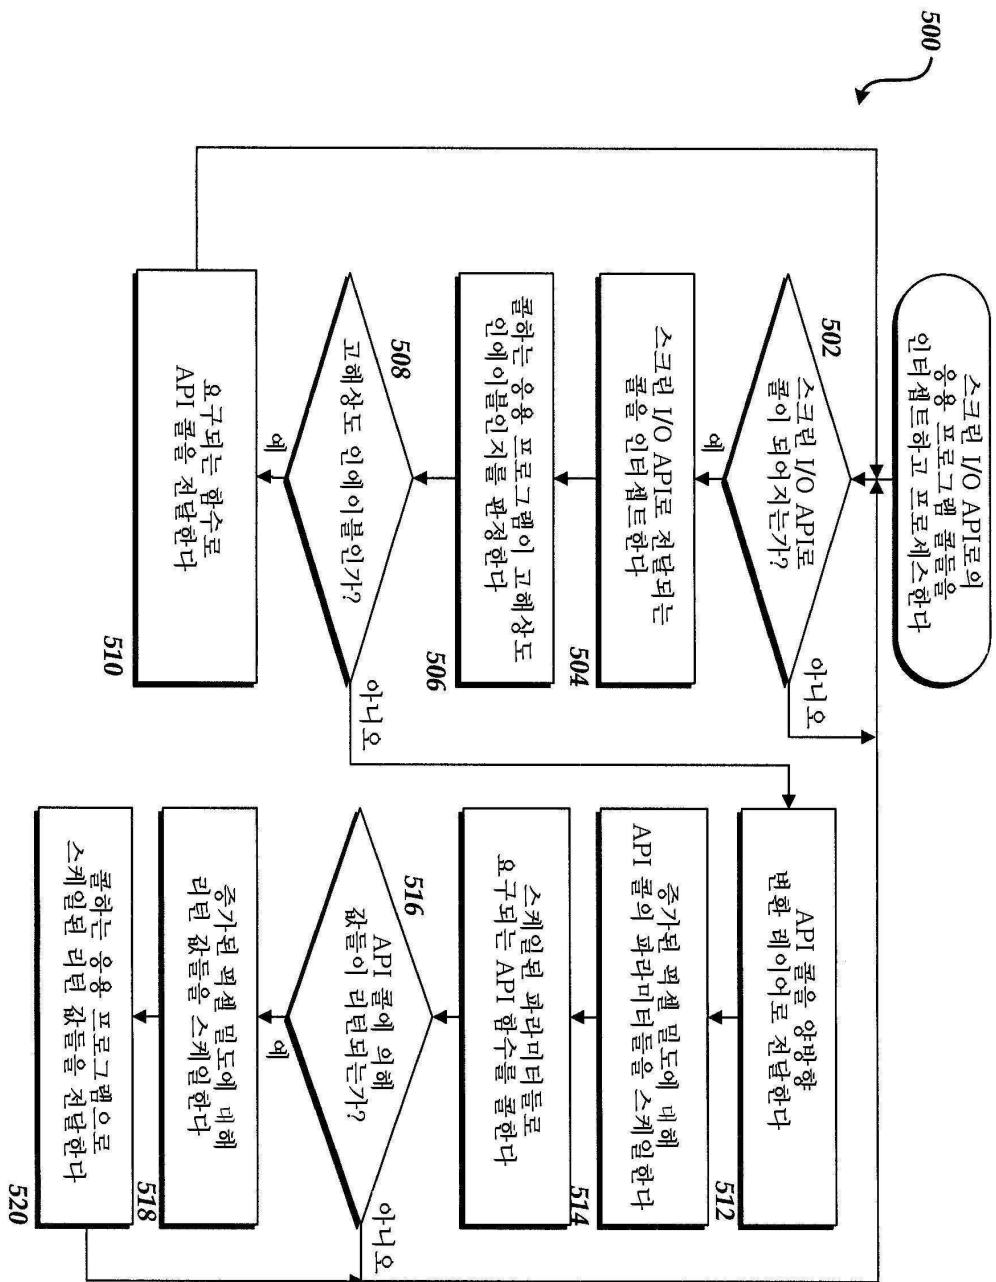 500
스크린 I/O API로의
응용 프로그램 콜들을
인터셉트하고 프로세스한다
502
스크린 I/O API로
콜이 되어지는가?
아니오
예
스크린 I/O API로 전달되는
콜을 인터셉트한다
504
콜하는 응용 프로그램이 고해상도
인에이블인지를 판정한다
506
508
고해상도 인에이블인가?
아니오
예
요구되는 함수로
API 콜을 전달한다
510
API 콜을 양방향
변환 레이어로 전달한다
512
증가된 픽셀 밀도에 대해
API 콜의 파라미터들을 스케일한다
514
스케일된 파라미터들로
요구되는 API 함수를 콜한다
516
API 콜에 의해
값들이 리턴되는가?
아니오
예
증가된 픽셀 밀도에 대해
리턴 값들을 스케일한다
518
콜하는 응용 프로그램으로
스케일된 리턴 값들을 전달한다
520